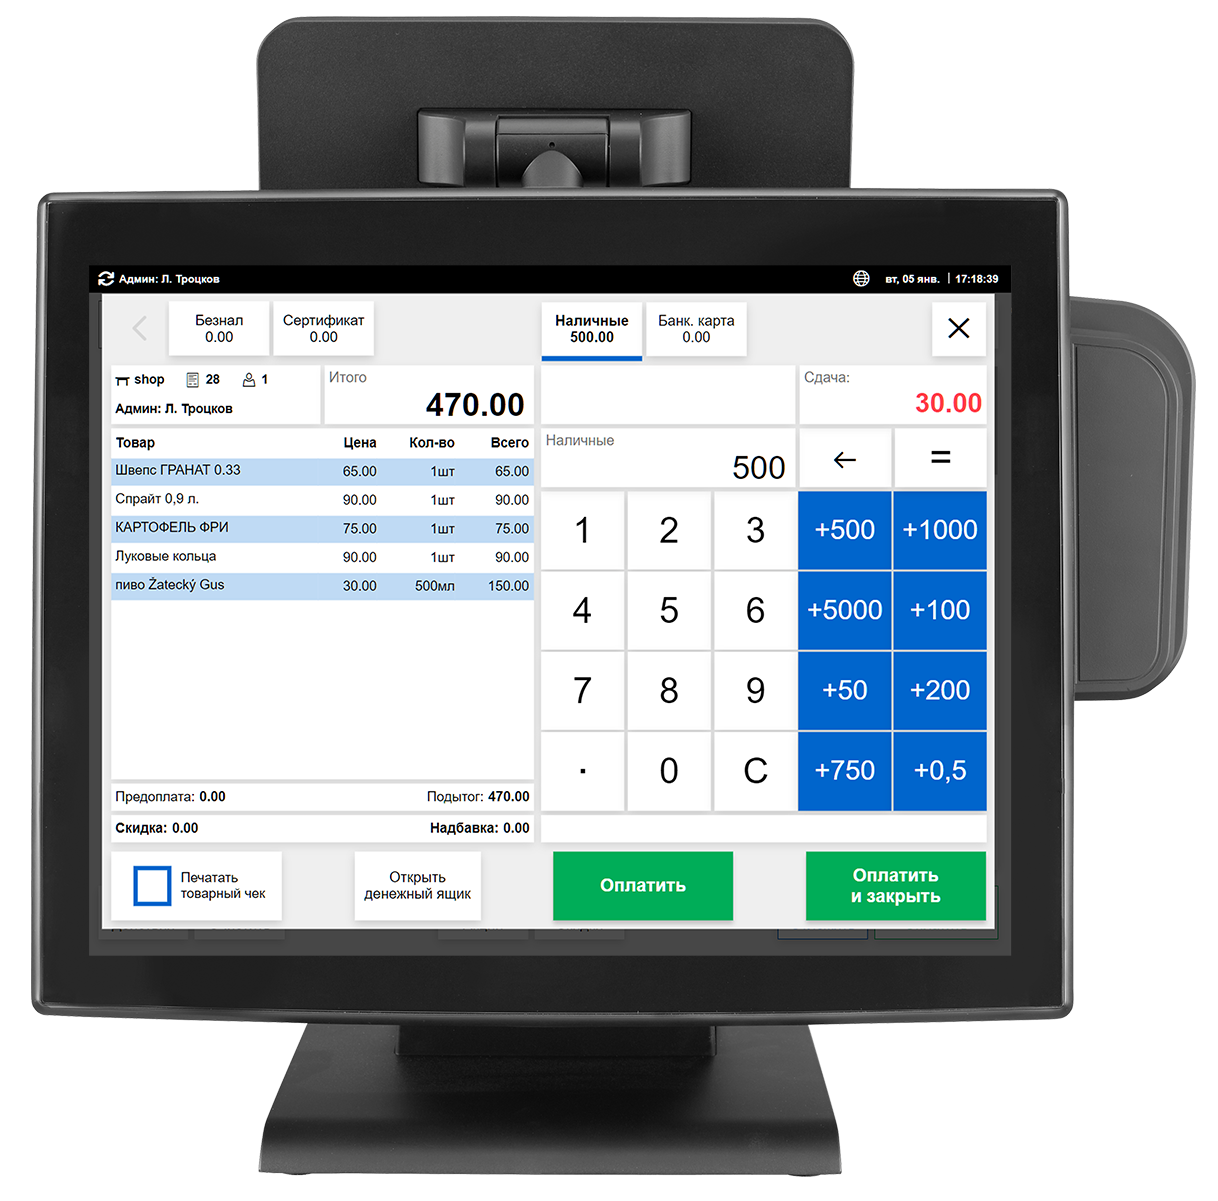 Админ: Л. Троцков
вт, 05 янв. | 17:18:39
Безнал
0.00
Сертификат
0.00
Наличные
500.00
Банк. карта
0.00
shop 28 1
Админ: Л. Троцков
Итого
470.00
Сдача:
30.00
Товар Цена Кол-во Всего
Швепс ГРАНАТ 0.33 65.00 1шт 65.00
Спрайт 0,9 л. 90.00 1шт 90.00
КАРТОФЕЛЬ ФРИ 75.00 1шт 75.00
Луковые кольца 90.00 1шт 90.00
пиво Žatecký Gus 30.00 500мл 150.00
Предоплата: 0.00 Подытог: 470.00
Скидка: 0.00 Надбавка: 0.00
Наличные
500
← =
1 2 3 +500 +1000
4 5 6 +5000 +100
7 8 9 +50 +200
. 0 C +750 +0,5
Печатать
товарный чек
Открыть
денежный ящик
Оплатить
Оплатить
и закрыть